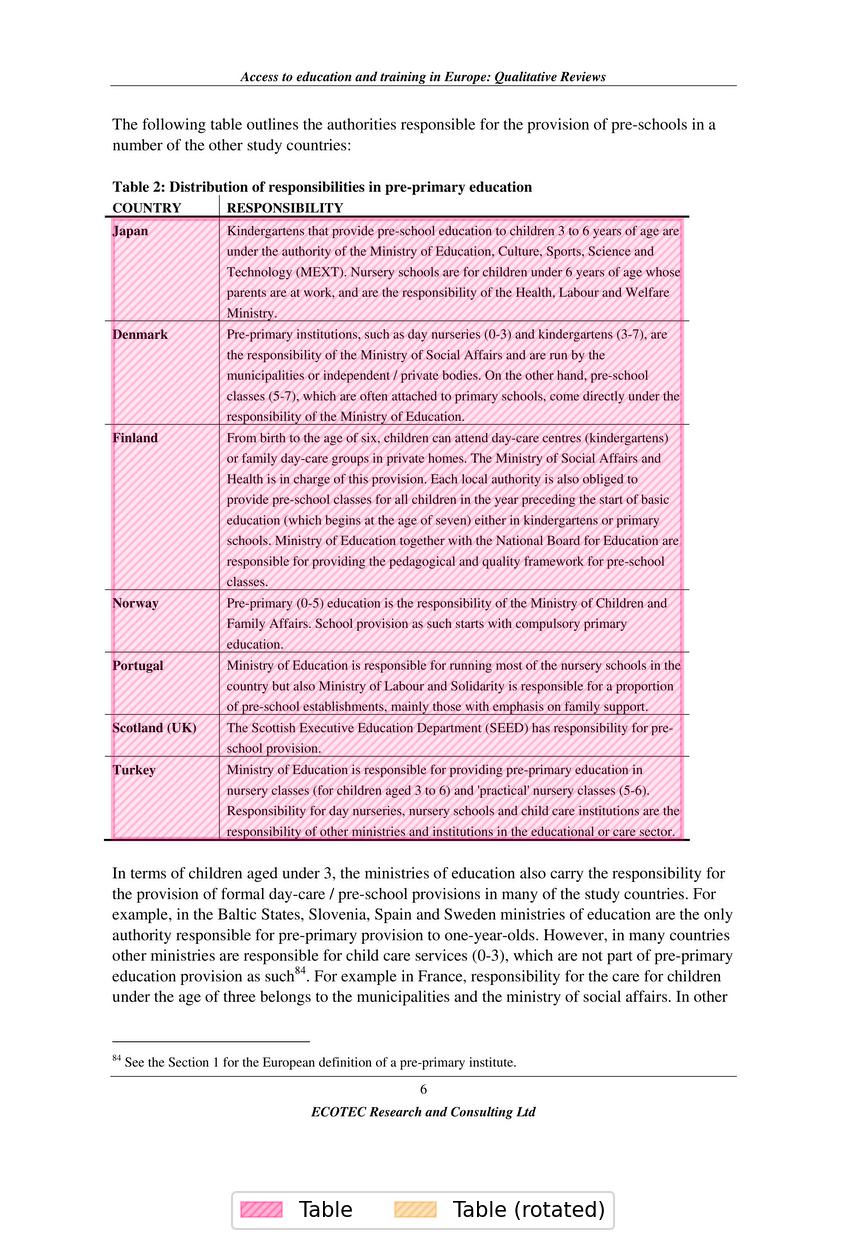 Access to education and training in Europe: Qualitative Reviews
The following table outlines the authorities responsible for the provision of pre-schools in a
number of the other study countries:
Table 2: Distribution of responsibilities in pre-primary education
COUNTRY RESPONSIBILITY
Japan Kindergartens that provide pre-school education to children 3 to 6 years of age are
under the authority of the Ministry of Education, Culture, Sports, Science and
Technology (MEXT). Nursery schools are for children under 6 years of age whose
parents are at work, and are the responsibility of the Health, Labour and Welfare
Ministry.
Denmark Pre-primary institutions, such as day nurseries (0-3) and kindergartens (3-7), are
the responsibility of the Ministry of Social Affairs and are run by the
municipalities or independent / private bodies. On the other hand, pre-school
classes (5-7), which are often attached to primary schools, come directly under the
responsibility of the Ministry of Education.
Finland From birth to the age of six, children can attend day-care centres (kindergartens)
or family day-care groups in private homes. The Ministry of Social Affairs and
Health is in charge of this provision. Each local authority is also obliged to
provide pre-school classes for all children in the year preceding the start of basic
education (which begins at the age of seven) either in kindergartens or primary
schools. Ministry of Education together with the National Board for Education are
responsible for providing the pedagogical and quality framework for pre-school
classes.
Norway Pre-primary (0-5) education is the responsibility of the Ministry of Children and
Family Affairs. School provision as such starts with compulsory primary
education.
Portugal Ministry of Education is responsible for running most of the nursery schools in the
country but also Ministry of Labour and Solidarity is responsible for a proportion
of pre-school establishments, mainly those with emphasis on family support.
Scotland (UK) The Scottish Executive Education Department (SEED) has responsibility for pre-
school provision.
Turkey Ministry of Education is responsible for providing pre-primary education in
nursery classes (for children aged 3 to 6) and 'practical' nursery classes (5-6).
Responsibility for day nurseries, nursery schools and child care institutions are the
responsibility of other ministries and institutions in the educational or care sector.
In terms of children aged under 3, the ministries of education also carry the responsibility for
the provision of formal day-care / pre-school provisions in many of the study countries. For
example, in the Baltic States, Slovenia, Spain and Sweden ministries of education are the only
authority responsible for pre-primary provision to one-year-olds. However, in many countries
other ministries are responsible for child care services (0-3), which are not part of pre-primary
education provision as such84. For example in France, responsibility for the care for children
under the age of three belongs to the municipalities and the ministry of social affairs. In other
84 See the Section 1 for the European definition of a pre-primary institute.
6
ECOTEC Research and Consulting Ltd
Table Table (rotated)